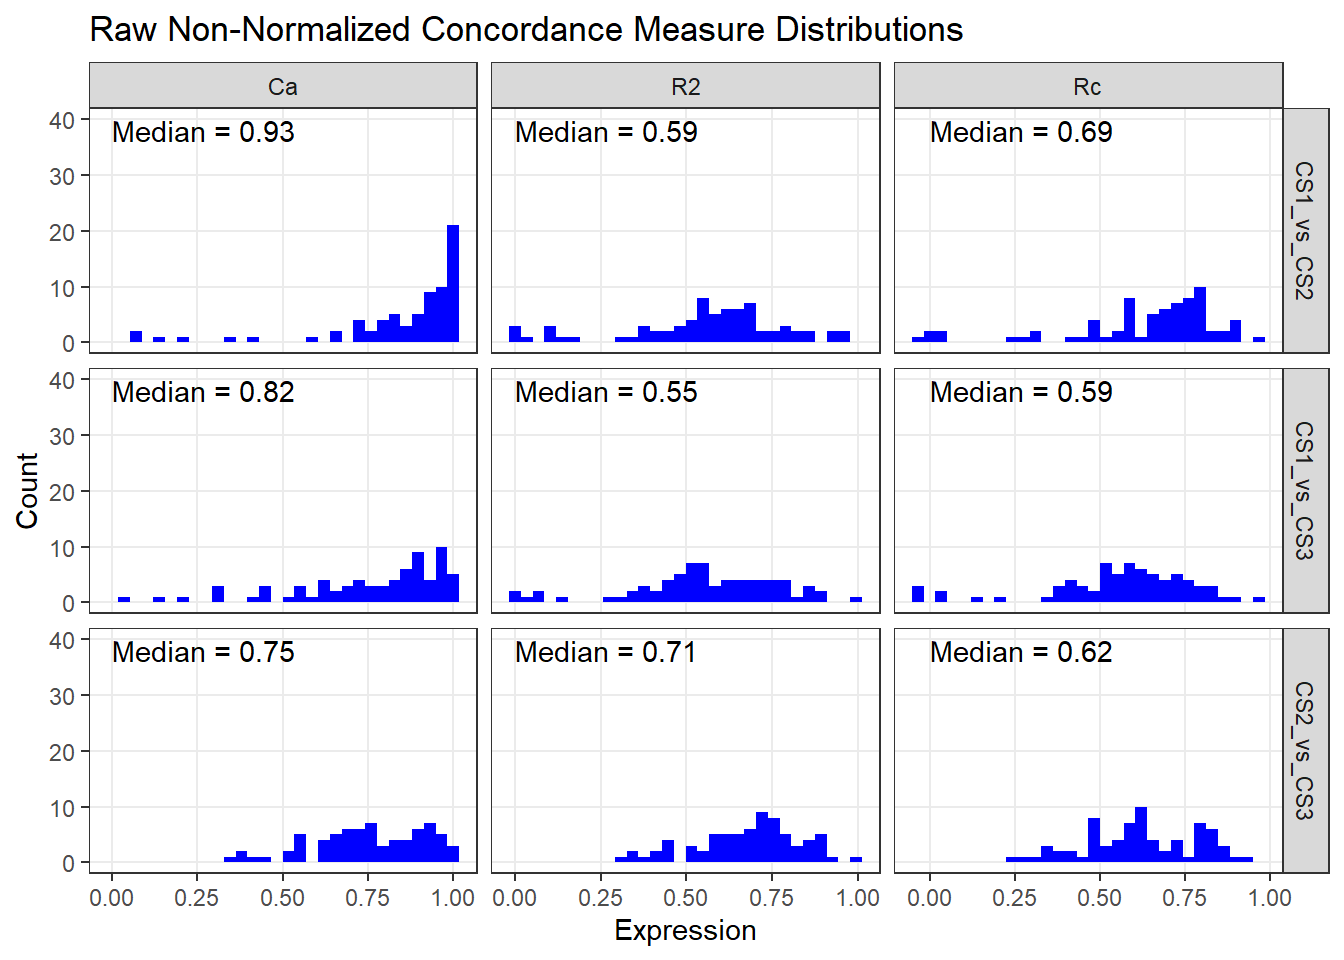 Raw Non-Normalized Concordance Measure Distributions
Ca
R2
Rc
Median = 0.93
Median = 0.59
Median = 0.69
CS1_vs_CS2
40
30
20
10
0
Median = 0.82
Median = 0.55
Median = 0.59
CS1_vs_CS3
40
30
20
10
0
Count
Median = 0.75
Median = 0.71
Median = 0.62
CS2_vs_CS3
40
30
20
10
0
0.00 0.25 0.50 0.75 1.00
0.00 0.25 0.50 0.75 1.00
0.00 0.25 0.50 0.75 1.00
Expression